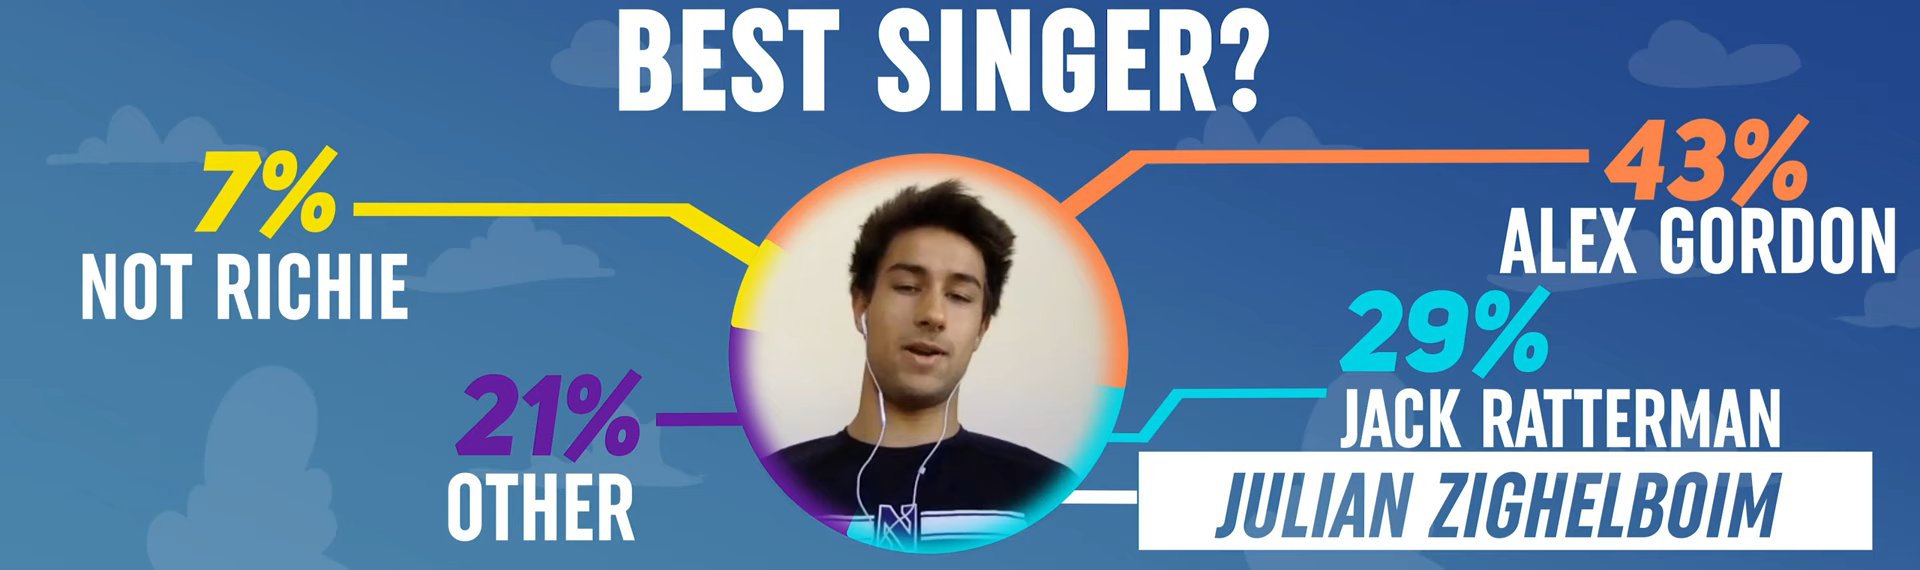 BEST SINGER?
7%
NOT RICHIE
43%
ALEX GORDON
29%
JACK RATTERMAN
21%
OTHER
JULIAN ZIGHELBOIM